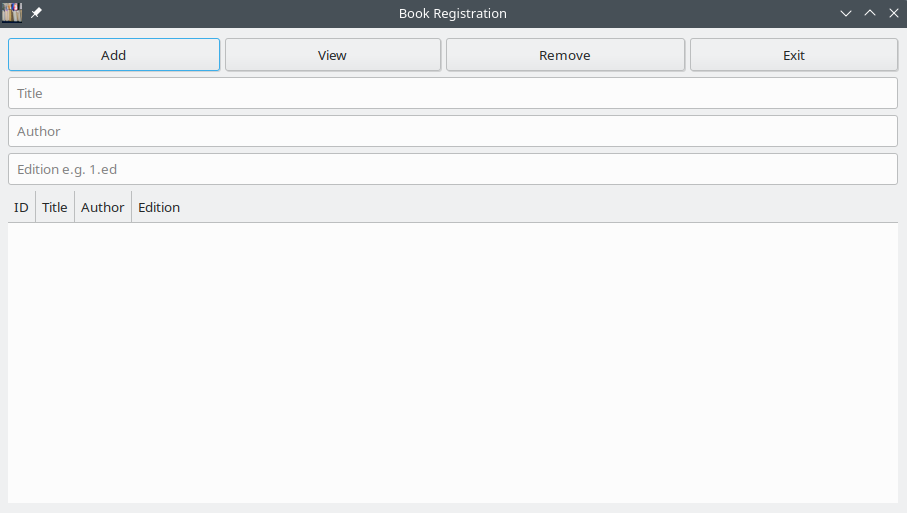 Book Registration
Add View Remove Exit
Title
Author
Edition e.g. 1.ed
ID Title Author Edition